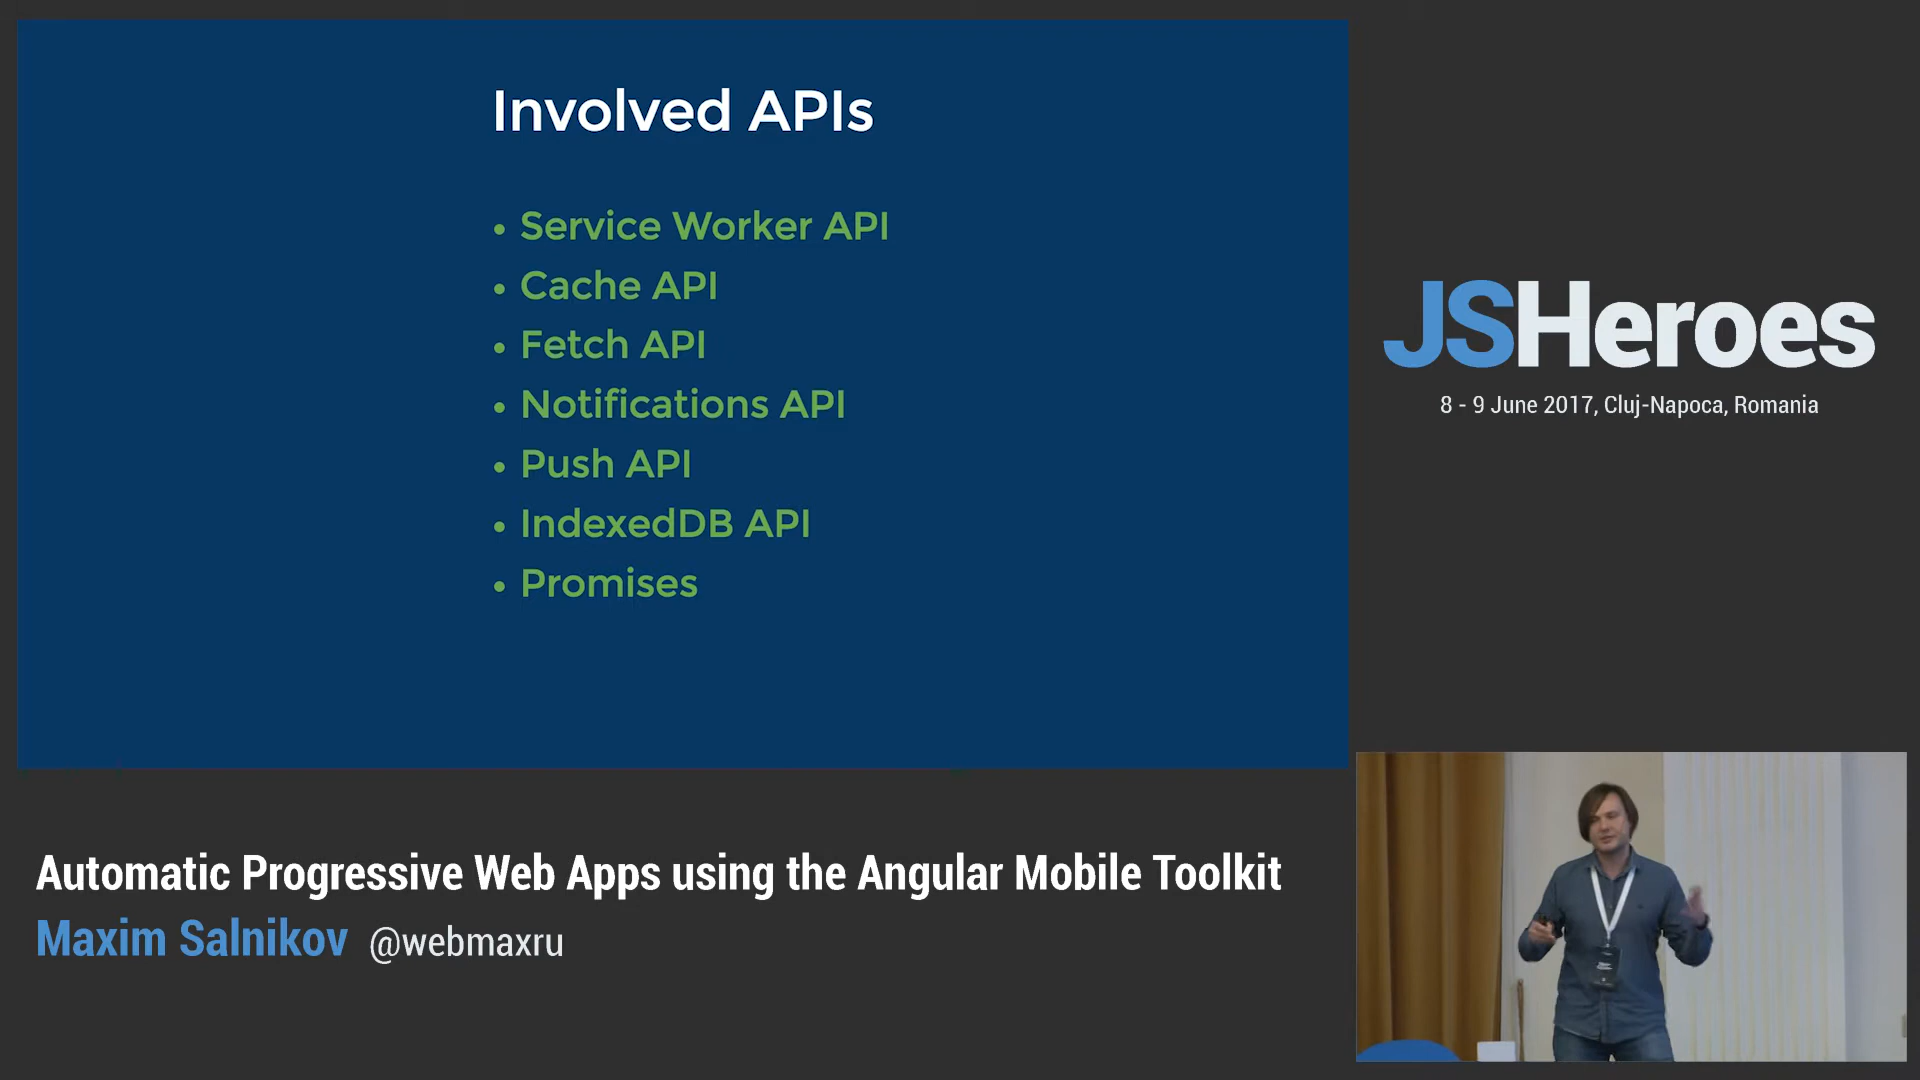 Involved APIs
• Service Worker API
• Cache API
• Fetch API
• Notifications API
• Push API
• IndexedDB API
• Promises
JSHeroes
8 - 9 June 2017, Cluj-Napoca, Romania
Automatic Progressive Web Apps using the Angular Mobile Toolkit
Maxim Salnikov @webmaxru